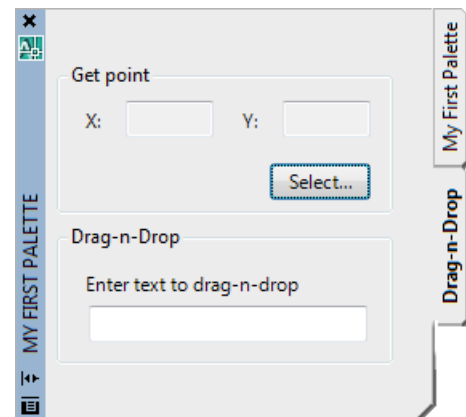 MY FIRST PALETTE
Get point
X:
Y:
Select...
Drag-n-Drop
Enter text to drag-n-drop
My First Palette
Drag-n-Drop